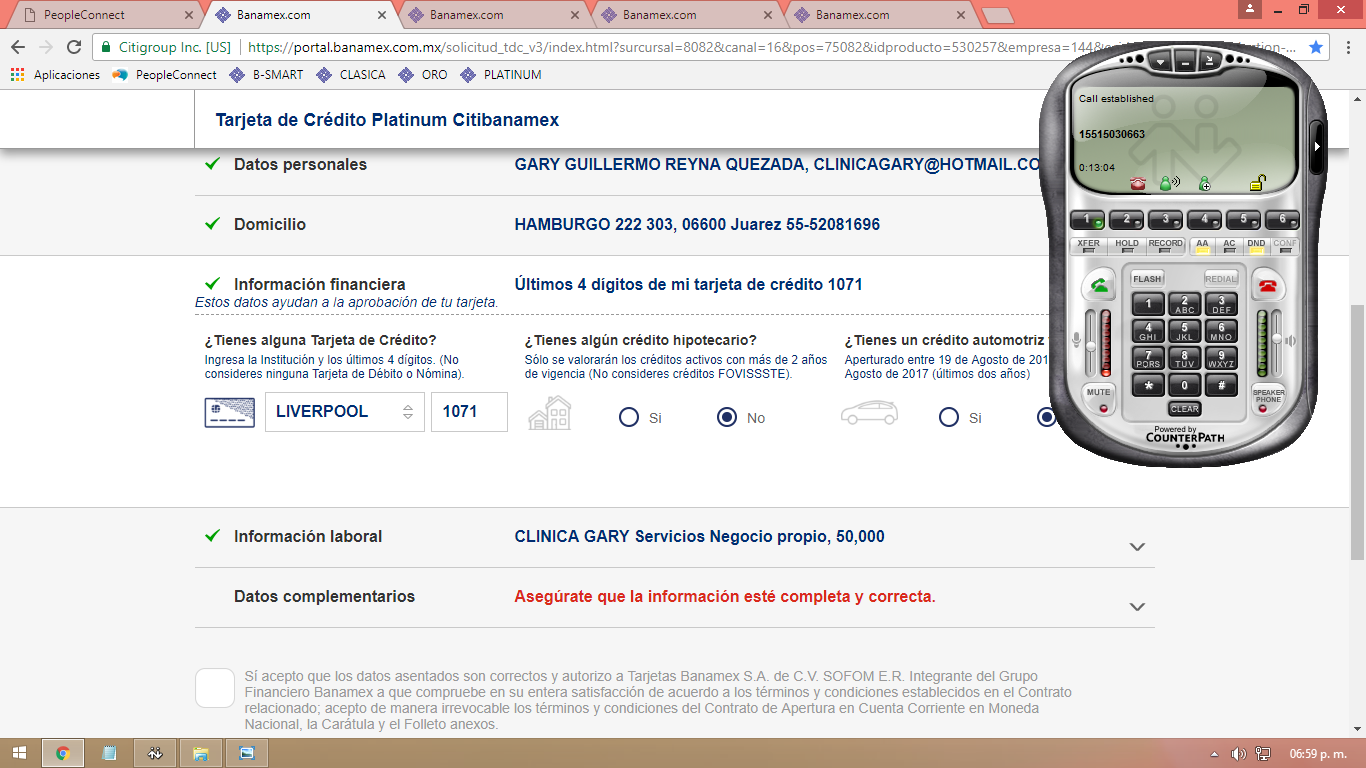 PeopleConnect
Banamex.com
Banamex.com
Banamex.com
Banamex.com
Citigroup Inc. [US]
https://portal.banamex.com.mx/solicitud_tdc_v3/index.html?sursursal=8082&canal=16&pos=75082&idproducto=530257&empresa=144&
Aplicaciones
PeopleConnect
B-SMART
CLASICA
ORO
PLATINUM
Tarjeta de Crédito Platinum Citibanamex
Datos personales
GARY GUILLERMO REYNA QUEZADA, CLINICAGARY@HOTMAIL.CO
Domicilio
HAMBURGO 222 303, 06600 Juarez 55-52081696
Información financiera
Últimos 4 dígitos de mi tarjeta de crédito 1071
Estos datos ayudan a la aprobación de tu tarjeta.
¿Tienes alguna Tarjeta de Crédito?
Ingresa la Institución y los últimos 4 dígitos. (No
consideres ninguna Tarjeta de Débito o Nómina).
LIVERPOOL
1071
¿Tienes algún crédito hipotecario?
Sólo se valorarán los créditos activos con más de 2 años
de vigencia (No consideres créditos FOVISSSTE).
Si
No
¿Tienes un crédito automotriz
Aperturado entre 19 de Agosto de 201
Agosto de 2017 (últimos dos años)
Si
Información laboral
CLINICA GARY Servicios Negocio propio, 50,000
Datos complementarios
Asegúrate que la información esté completa y correcta.
Sí acepto que los datos asentados son correctos y autorizo a Tarjetas Banamex S.A. de C.V. SOFOM E.R. Integrante del Grupo
Financiero Banamex a que compruebe en su entera satisfacción de acuerdo a los términos y condiciones establecidos en el Contrato
relacionado; acepto de manera irrevocable los términos y condiciones del Contrato de Apertura en Cuenta Corriente en Moneda
Nacional, la Carátula y el Folleto anexos.
Call established
15515030663
0:13:04
1 2 3 4 5 6
XFER HOLD RECORD AA AC DND CONF
FLASH
REDIAL
1 2 ABC 3 DEF
4 GHI 5 JKL 6 MNO
7 PQRS 8 TUV 9 WXYZ
* 0 #
MUTE
CLEAR
SPEAKER
PHONE
Powered by
COUNTERPATH
06:59 p. m.